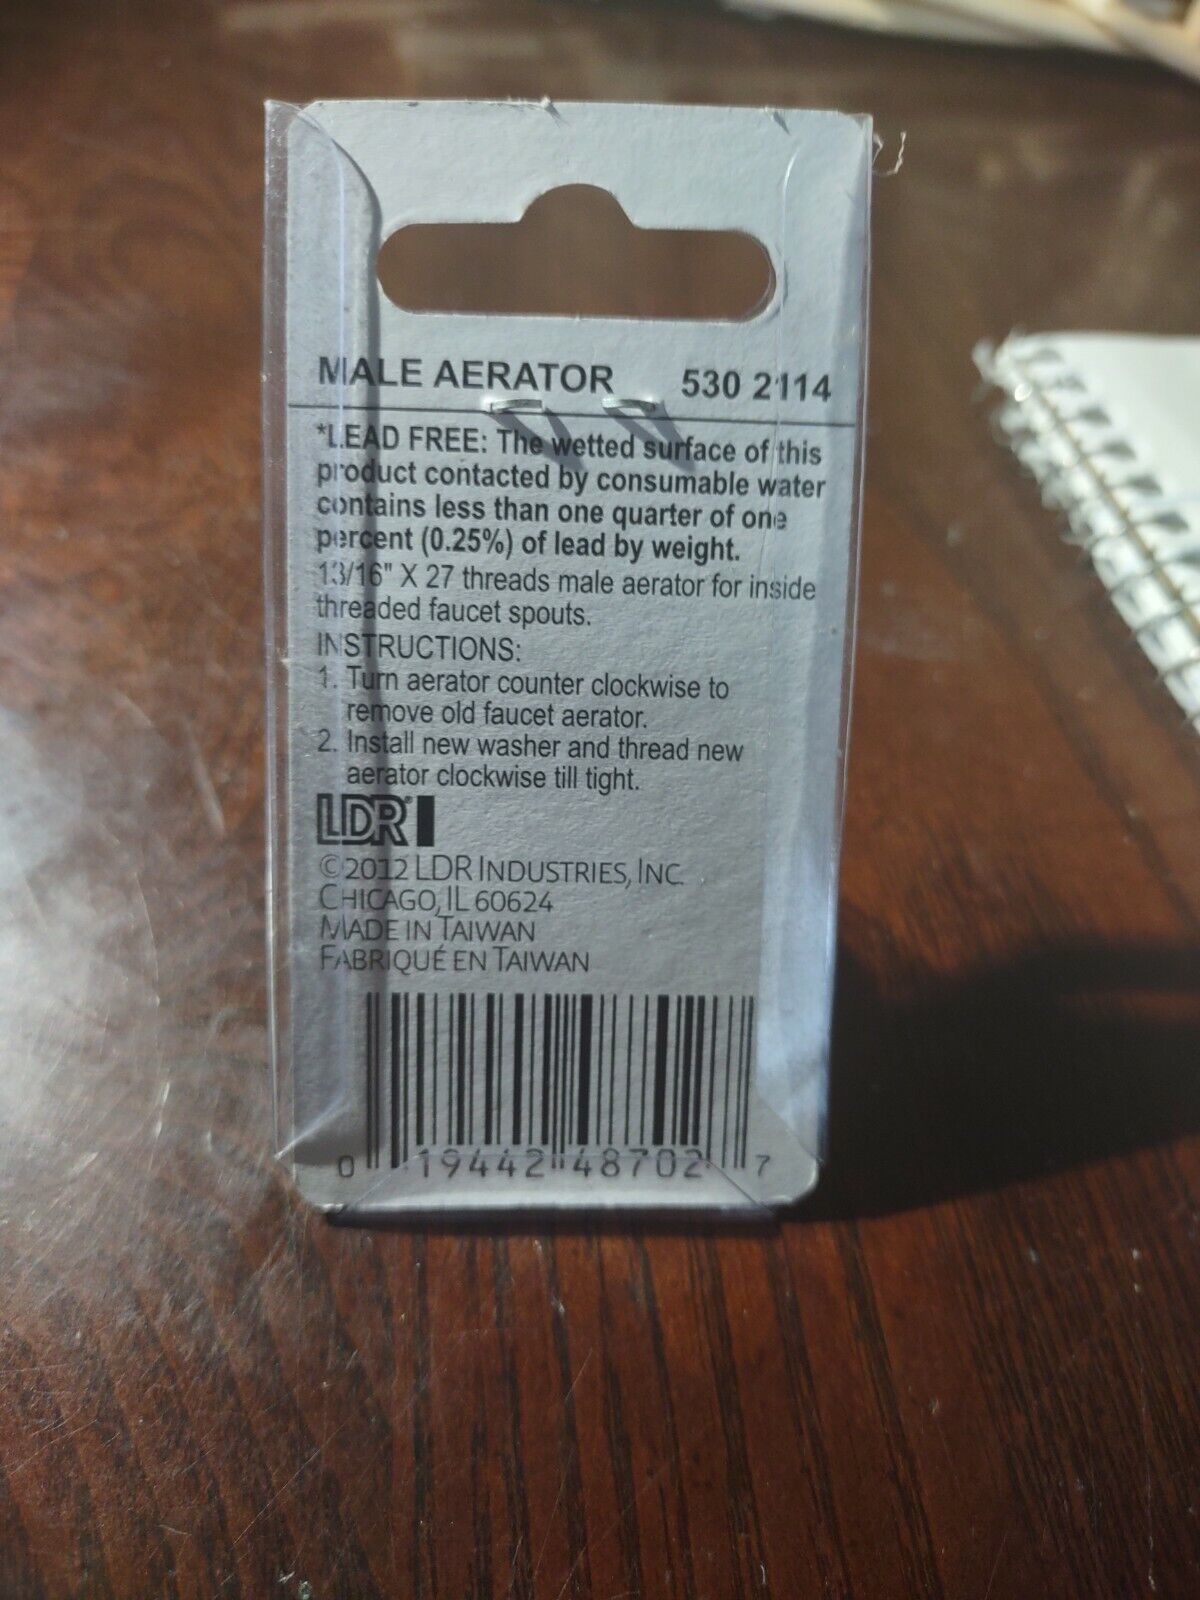 MALE AERATOR 530 2114
*LEAD FREE: The wetted surface of this
product contacted by consumable water
contains less than one quarter of one
percent (0.25%) of lead by weight.
13/16" X 27 threads male aerator for inside
threaded faucet spouts.
INSTRUCTIONS:
1. Turn aerator counter clockwise to
remove old faucet aerator.
2. Install new washer and thread new
aerator clockwise till tight.
LDR®
©2012 LDR INDUSTRIES, INC.
CHICAGO, IL 60624
MADE IN TAIWAN
FABRIQUÉ EN TAIWAN
0 19442 48702 7